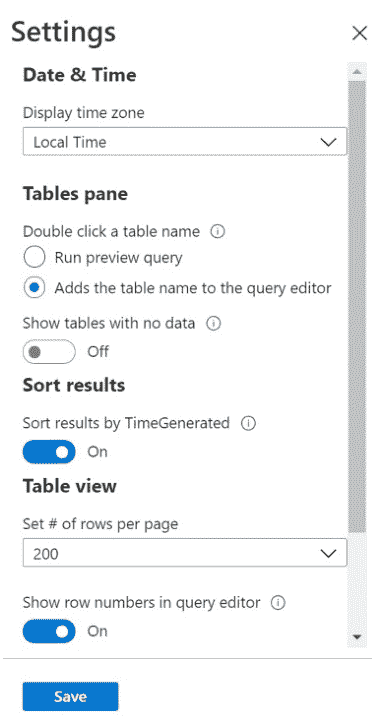 Settings
Date & Time
Display time zone
Local Time
Tables pane
Double click a table name
Run preview query
Adds the table name to the query editor
Show tables with no data
Off
Sort results
Sort results by TimeGenerated
On
Table view
Set # of rows per page
200
Show row numbers in query editor
On
Save